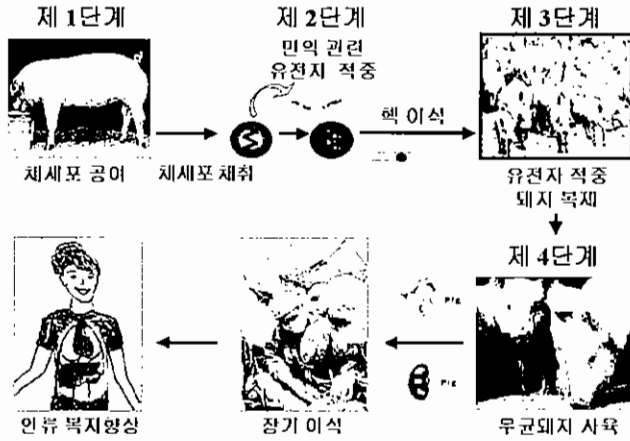 제 1단계
제 2단계
제 3단계
관련
유전자 적중
핵 이식
체세포 공여
체세포 채취
유전자 적중
돼지 복제
제 4단계
PIG
PIG
인류 복지향상
장기 이식
무균돼지 사육